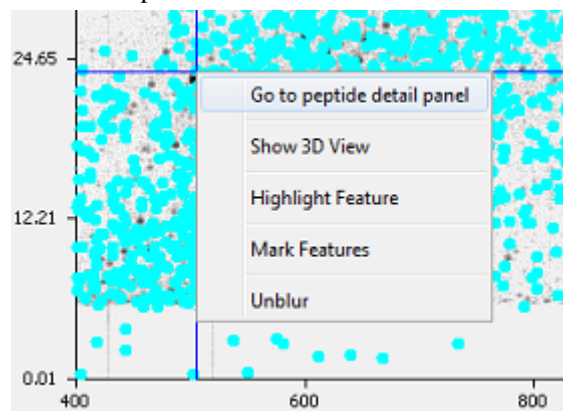 24.65
Go to peptide detail panel
Show 3D View
Highlight Feature
12.21
Mark Features
Unblur
0.01
400 600 800